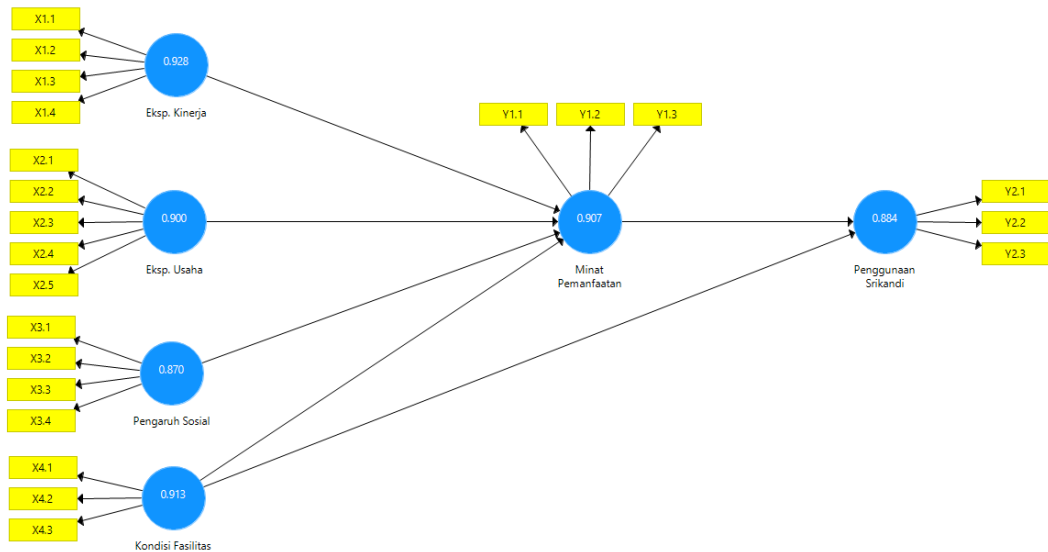 X1.1
X1.2
X1.3
X1.4
0.928
Eksp. Kinerja
X2.1
X2.2
X2.3
X2.4
X2.5
0.900
Eksp. Usaha
X3.1
X3.2
X3.3
X3.4
0.870
Pengaruh Sosial
X4.1
X4.2
X4.3
0.913
Kondisi Fasilitas
Y1.1
Y1.2
Y1.3
0.907
Minat
Pemanfaatan
0.884
Penggunaan
Srikandi
Y2.1
Y2.2
Y2.3